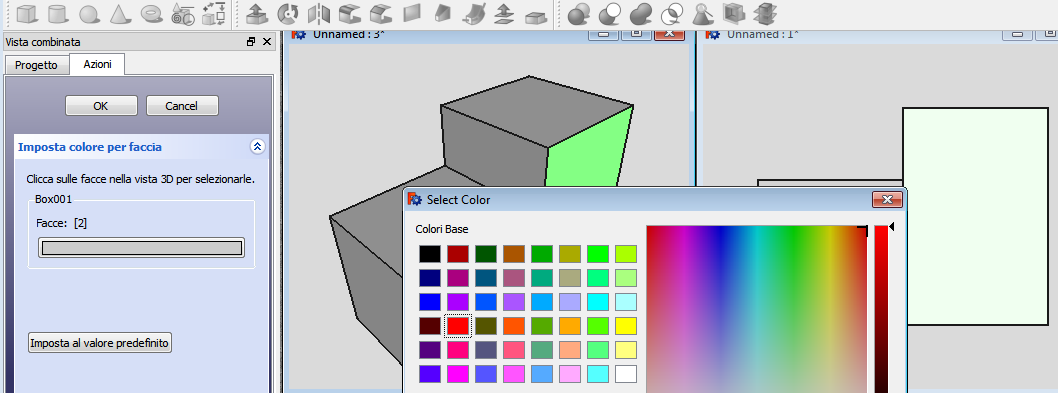 Vista combinata
Unnamed : 3*
Unnamed : 1*
Progetto
Azioni
OK
Cancel
Imposta colore per faccia
Clicca sulle facce nella vista 3D per selezionarle.
Box001
Facce: [2]
Imposta al valore predefinito
Select Color
Colori Base